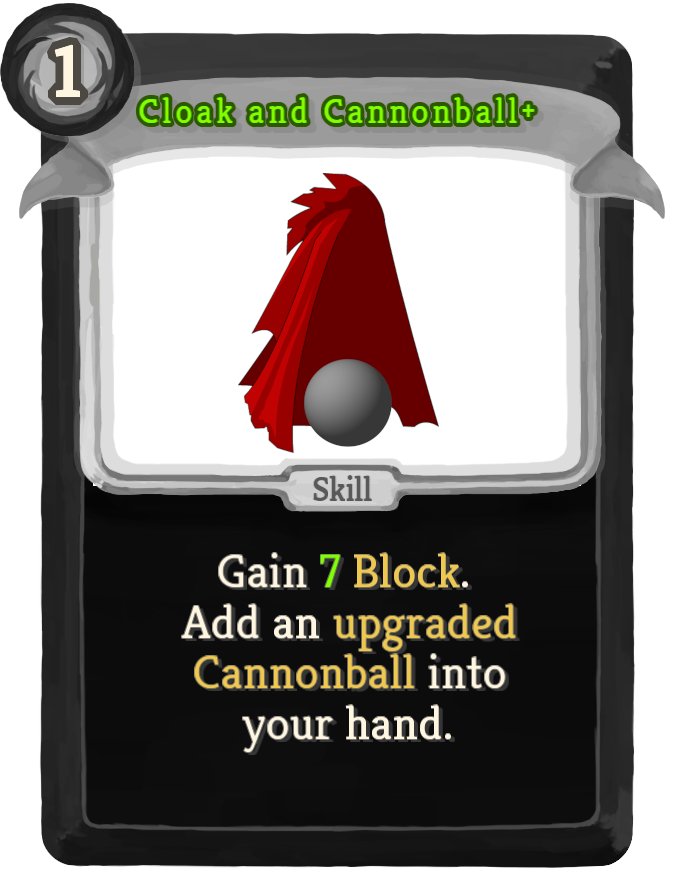 1
Cloak and Cannonball+
Skill
Gain 7 Block.
Add an upgraded
Cannonball into
your hand.